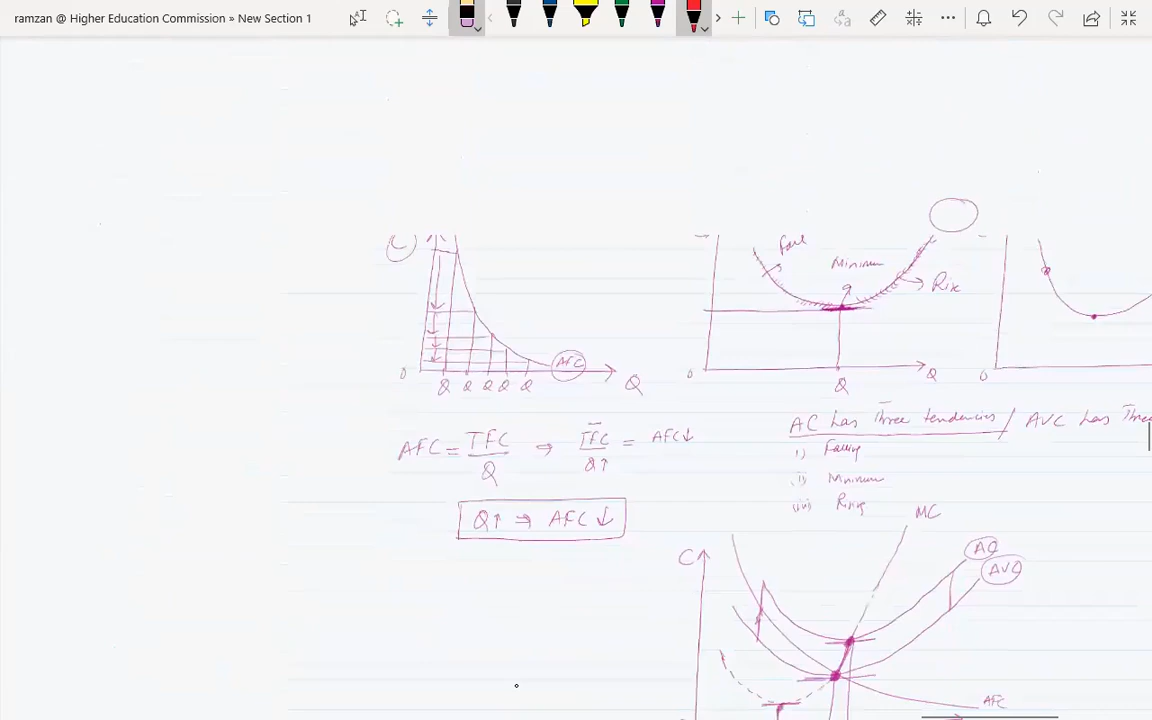 ramzan @ Higher Education Commission » New Section 1
C
Fall
Minimum
Rise
0 Q Q Q Q Q AFC Q
0 Q Q
0
AFC = TFC / Q ⇒ TFC / Q↑ = AFC↓
Q↑ ⇒ AFC ↓
AC has Three tendencies / AVC has Three
i) Falling
ii) Minimum
iii) Rising
MC
C
AC
AVC
AFC